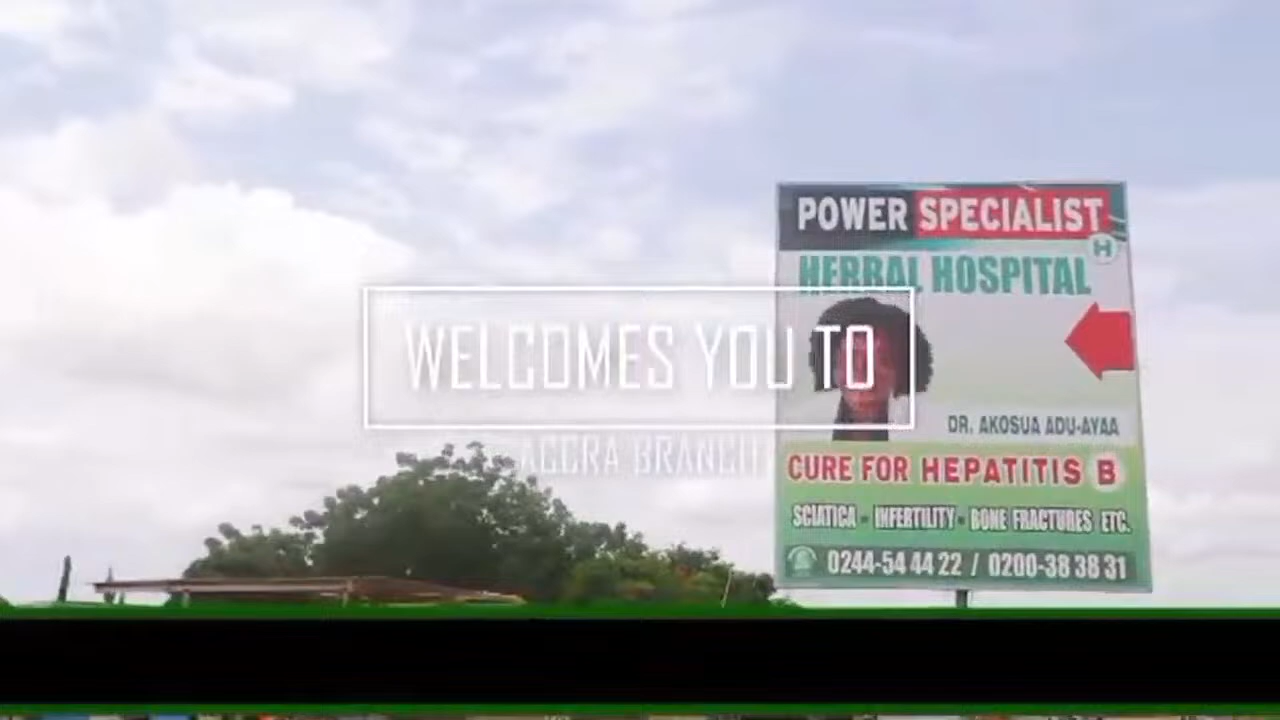 POWER SPECIALIST
H
HERBAL HOSPITAL
WELCOMES YOU TO
DR. AKOSUA ADU-AYAA
ACCRA BRANCH
CURE FOR HEPATITIS B
SCIATICA - INFERTILITY - BONE FRACTURES ETC.
0244-54 44 22 / 0200-38 38 31